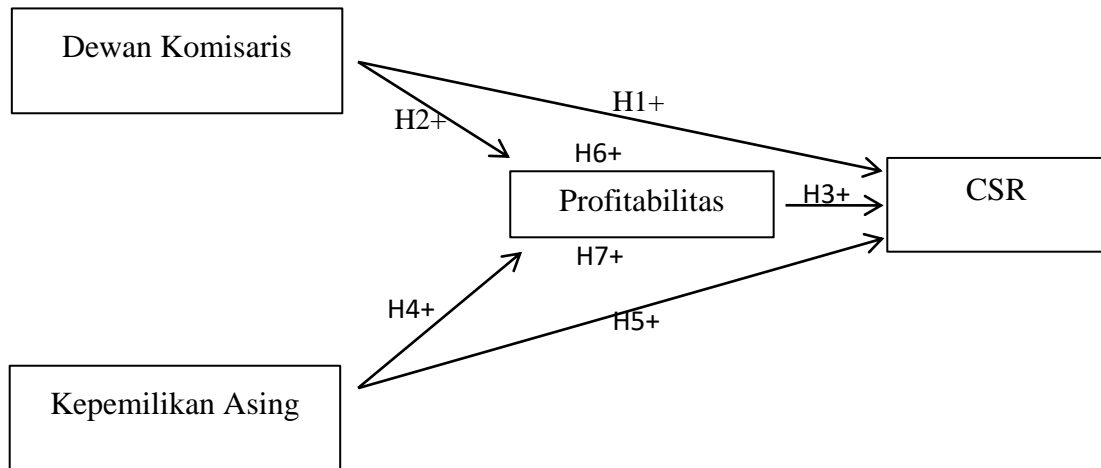 Dewan Komisaris
H1+
H2+
H6+
Profitabilitas
H3+
CSR
H7+
H4+
H5+
Kepemilikan Asing